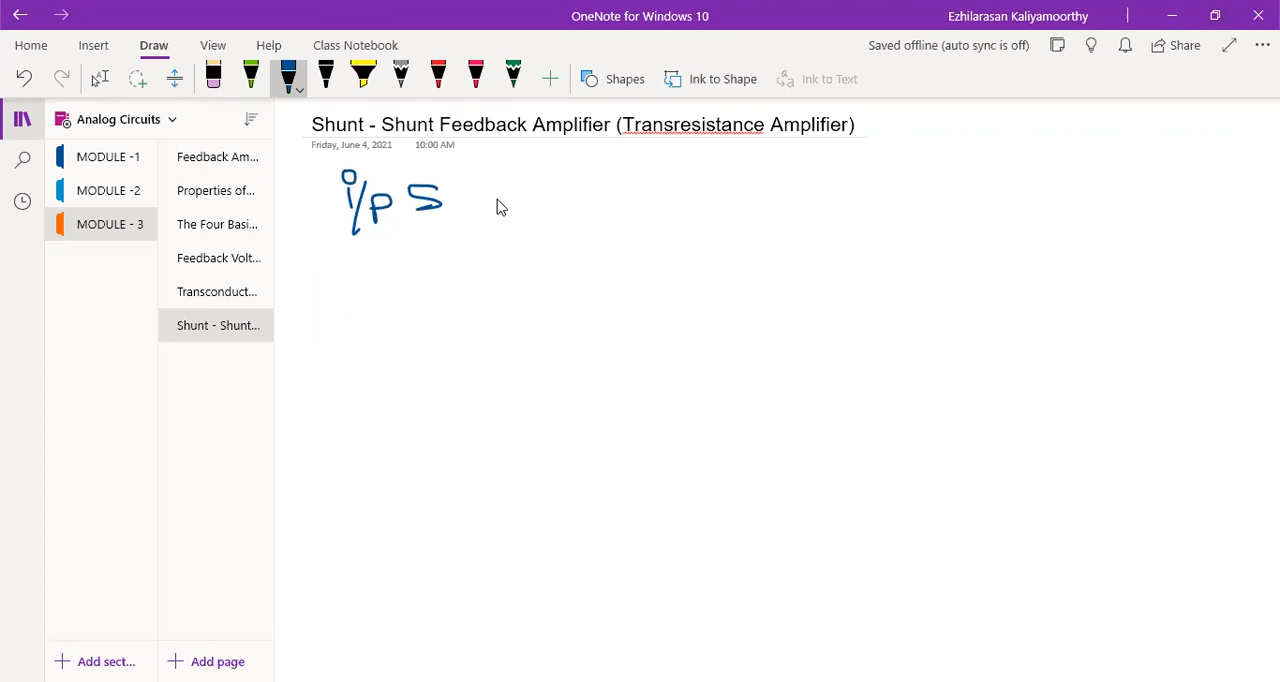 OneNote for Windows 10
Ezhilarasan Kaliyamoorthy
Home Insert Draw View Help Class Notebook
Saved offline (auto sync is off) Share
Shapes Ink to Shape Ink to Text
Analog Circuits
MODULE -1
MODULE -2
MODULE - 3
Feedback Am...
Properties of...
The Four Basi...
Feedback Volt...
Transconduct...
Shunt - Shunt...
Add sect... Add page
Shunt - Shunt Feedback Amplifier (Transresistance Amplifier)
Friday, June 4, 2021 10:00 AM
i/p S